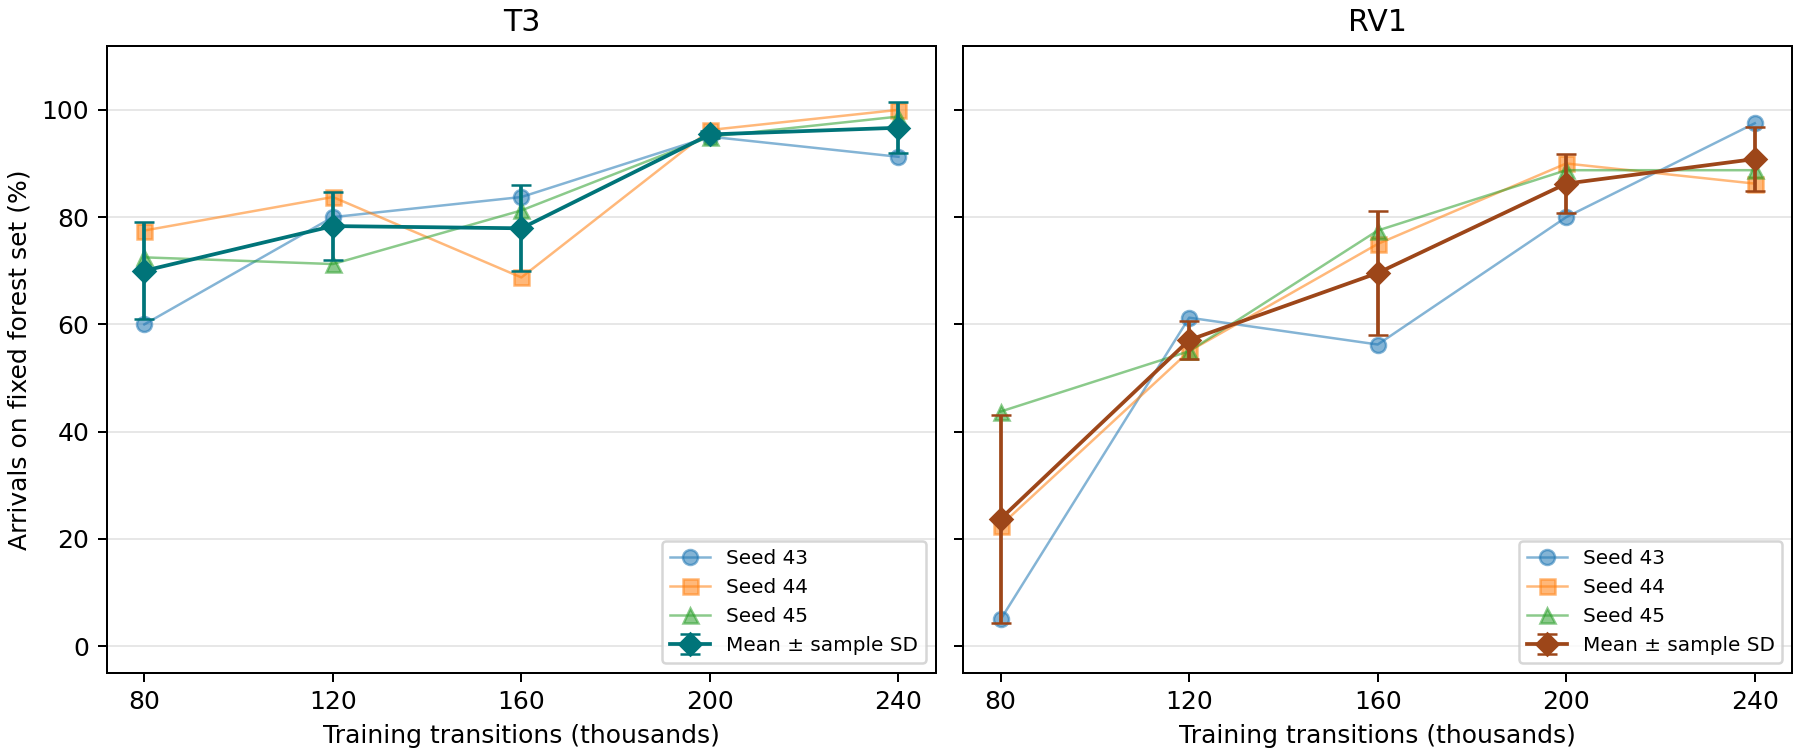 T3
RV1
Arrivals on fixed forest set (%)
100
80
60
40
20
0
Seed 43
Seed 44
Seed 45
Mean ± sample SD
Seed 43
Seed 44
Seed 45
Mean ± sample SD
80 120 160 200 240
80 120 160 200 240
Training transitions (thousands)
Training transitions (thousands)